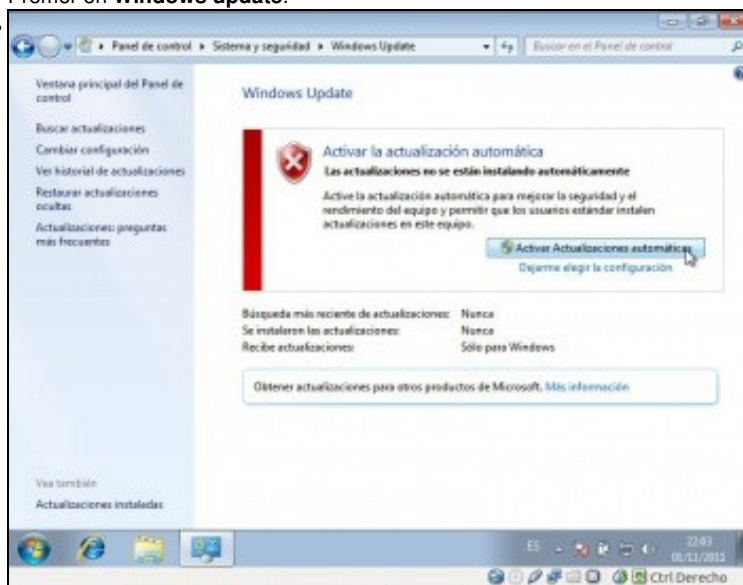 Premer en Windows update.
Panel de control ▸ Sistema y seguridad ▸ Windows Update
Buscar en el Panel de control
Ventana principal del Panel de
control
Buscar actualizaciones
Cambiar configuración
Ver historial de actualizaciones
Restaurar actualizaciones
ocultas
Actualizaciones: preguntas
más frecuentes
Windows Update
Activar la actualización automática
Las actualizaciones no se están instalando automáticamente
Active la actualización automática para mejorar la seguridad y el
rendimiento del equipo y permitir que los usuarios estándar instalen
actualizaciones en este equipo.
Activar Actualizaciones automáticas
Dejarme elegir la configuración
Búsqueda más reciente de actualizaciones: Nunca
Se instalaron las actualizaciones: Nunca
Recibe actualizaciones: Sólo para Windows
Obtener actualizaciones para otros productos de Microsoft. Más información
Vea también
Actualizaciones instaladas
ES
22:03
01/11/2013
Ctrl Derecho